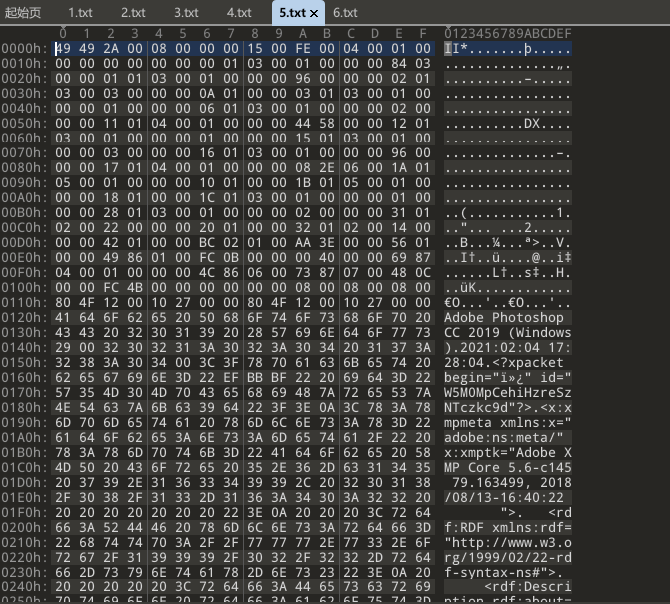 起始页 1.txt 2.txt 3.txt 4.txt 5.txt × 6.txt
0 1 2 3 4 5 6 7 8 9 A B C D E F 0123456789ABCDEF
0000h: 49 49 2A 00 08 00 00 00 15 00 FE 00 04 00 01 00 II*.......þ.....
0010h: 00 00 00 00 00 00 01 03 00 01 00 00 00 84 03 ..............„.
0020h: 00 00 01 01 03 00 01 00 00 00 96 00 00 00 02 01 ..........–.....
0030h: 03 00 03 00 00 00 0A 01 00 00 03 01 03 00 01 00 ................
0040h: 00 00 01 00 00 00 06 01 03 00 01 00 00 00 02 00 ................
0050h: 00 00 11 01 04 00 01 00 00 00 44 58 00 00 12 01 ..........DX....
0060h: 03 00 01 00 00 00 01 00 00 00 15 01 03 00 01 00 ................
0070h: 00 00 03 00 00 00 16 01 03 00 01 00 00 00 96 00 ..............–.
0080h: 00 00 17 01 04 00 01 00 00 00 08 2E 06 00 1A 01 ................
0090h: 05 00 01 00 00 00 10 01 00 00 1B 01 05 00 01 00 ................
00A0h: 00 00 18 01 00 00 1C 01 03 00 01 00 00 00 01 00 ................
00B0h: 00 00 28 01 03 00 01 00 00 00 02 00 00 00 31 01 ..(...........1.
00C0h: 02 00 22 00 00 00 20 01 00 00 32 01 02 00 14 00 .."... ...2.....
00D0h: 00 00 42 01 00 00 BC 02 01 00 AA 3E 00 00 56 01 ..B...¼...ª>..V.
00E0h: 00 00 49 86 01 00 FC 0B 00 00 00 40 00 00 69 87 ..I†..ü....@..i‡
00F0h: 04 00 01 00 00 00 4C 86 06 00 73 87 07 00 48 0C ......L†..s‡..H.
0100h: 00 00 FC 4B 00 00 00 00 00 00 08 00 08 00 08 00 ..üK............
0110h: 80 4F 12 00 10 27 00 00 80 4F 12 00 10 27 00 00 €O...'..€O...'..
0120h: 41 64 6F 62 65 20 50 68 6F 74 6F 73 68 6F 70 20 Adobe Photoshop
0130h: 43 43 20 32 30 31 39 20 28 57 69 6E 64 6F 77 73 CC 2019 (Windows
0140h: 29 00 32 30 32 31 3A 30 32 3A 30 34 20 31 37 3A ).2021:02:04 17:
0150h: 32 38 3A 30 34 00 3C 3F 78 70 61 63 6B 65 74 20 28:04.<?xpacket
0160h: 62 65 67 69 6E 3D 22 EF BB BF 22 20 69 64 3D 22 begin="ï»¿" id="
0170h: 57 35 4D 30 4D 70 43 65 68 69 48 7A 72 65 53 7A W5M0MpCehiHzreSz
0180h: 4E 54 63 7A 6B 63 39 64 22 3F 3E 0A 3C 78 3A 78 NTczkc9d"?>.<x:x
0190h: 6D 70 6D 65 74 61 20 78 6D 6C 6E 73 3A 78 3D 22 mpmeta xmlns:x="
01A0h: 61 64 6F 62 65 3A 6E 73 3A 6D 65 74 61 2F 22 20 adobe:ns:meta/"
01B0h: 78 3A 78 6D 70 74 6B 3D 22 41 64 6F 62 65 20 58 x:xmptk="Adobe X
01C0h: 4D 50 20 43 6F 72 65 20 35 2E 36 2D 63 31 34 35 MP Core 5.6-c145
01D0h: 20 37 39 2E 31 36 33 34 39 39 2C 20 32 30 31 38 79.163499, 2018
01E0h: 2F 30 38 2F 31 33 2D 31 36 3A 34 30 3A 32 32 20 /08/13-16:40:22
01F0h: 20 20 20 20 20 20 20 22 3E 0A 20 20 20 3C 72 64 ">. <rd
0200h: 66 3A 52 44 46 20 78 6D 6C 6E 73 3A 72 64 66 3D f:RDF xmlns:rdf=
0210h: 22 68 74 74 70 3A 2F 2F 77 77 77 2E 77 33 2E 6F "http://www.w3.o
0220h: 72 67 2F 31 39 39 39 2F 30 32 2F 32 32 2D 72 64 rg/1999/02/22-rd
0230h: 66 2D 73 79 6E 74 61 78 2D 6E 73 23 22 3E 0A 20 f-syntax-ns#">.
0240h: 20 20 20 20 20 3C 72 64 66 3A 44 65 73 63 72 69 <rdf:Descri
0250h: 70 74 69 6F 6E 20 72 64 66 3A 61 62 6F 75 74 3D ption rdf:about=